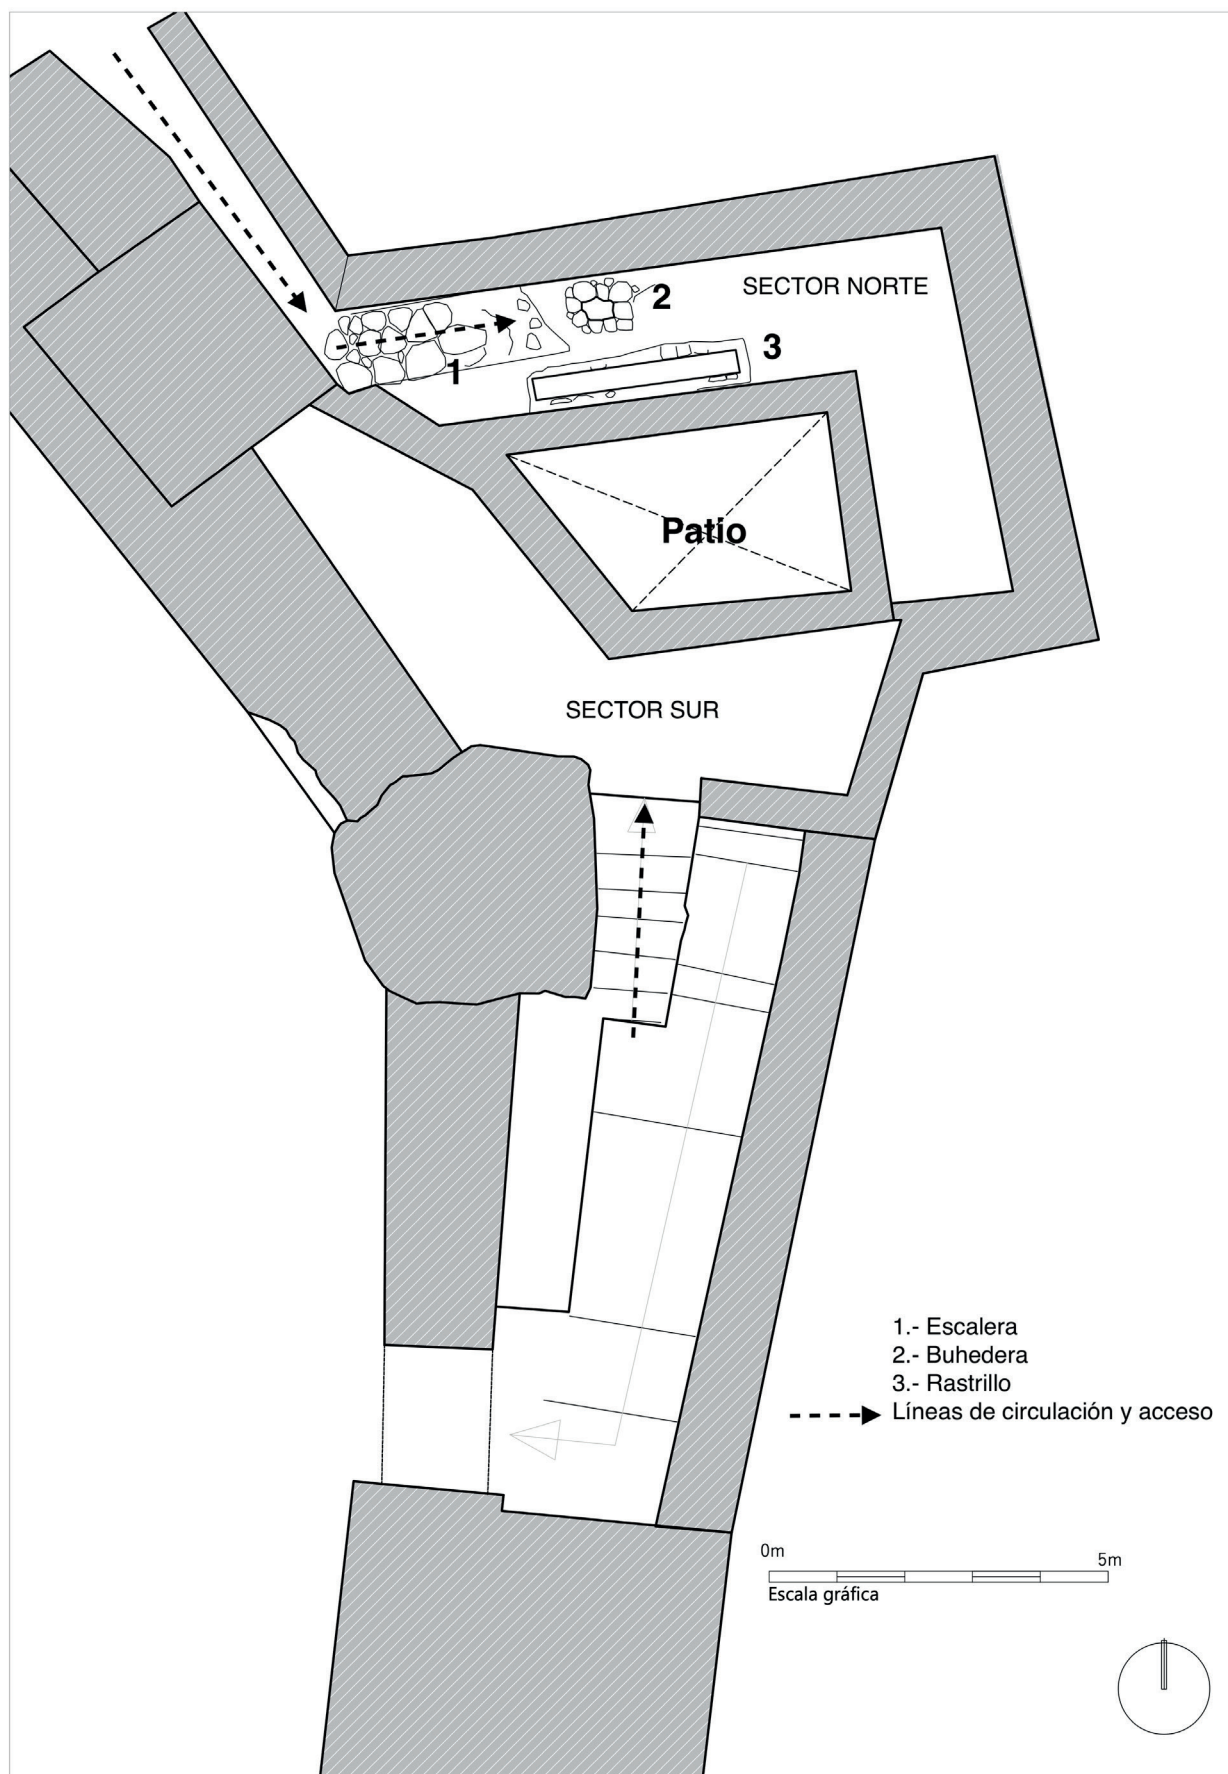 SECTOR NORTE
2
3
1
Patio
SECTOR SUR
1.- Escalera
2.- Buhedera
3.- Rastrillo
Líneas de circulación y acceso
0m 5m
Escala gráfica